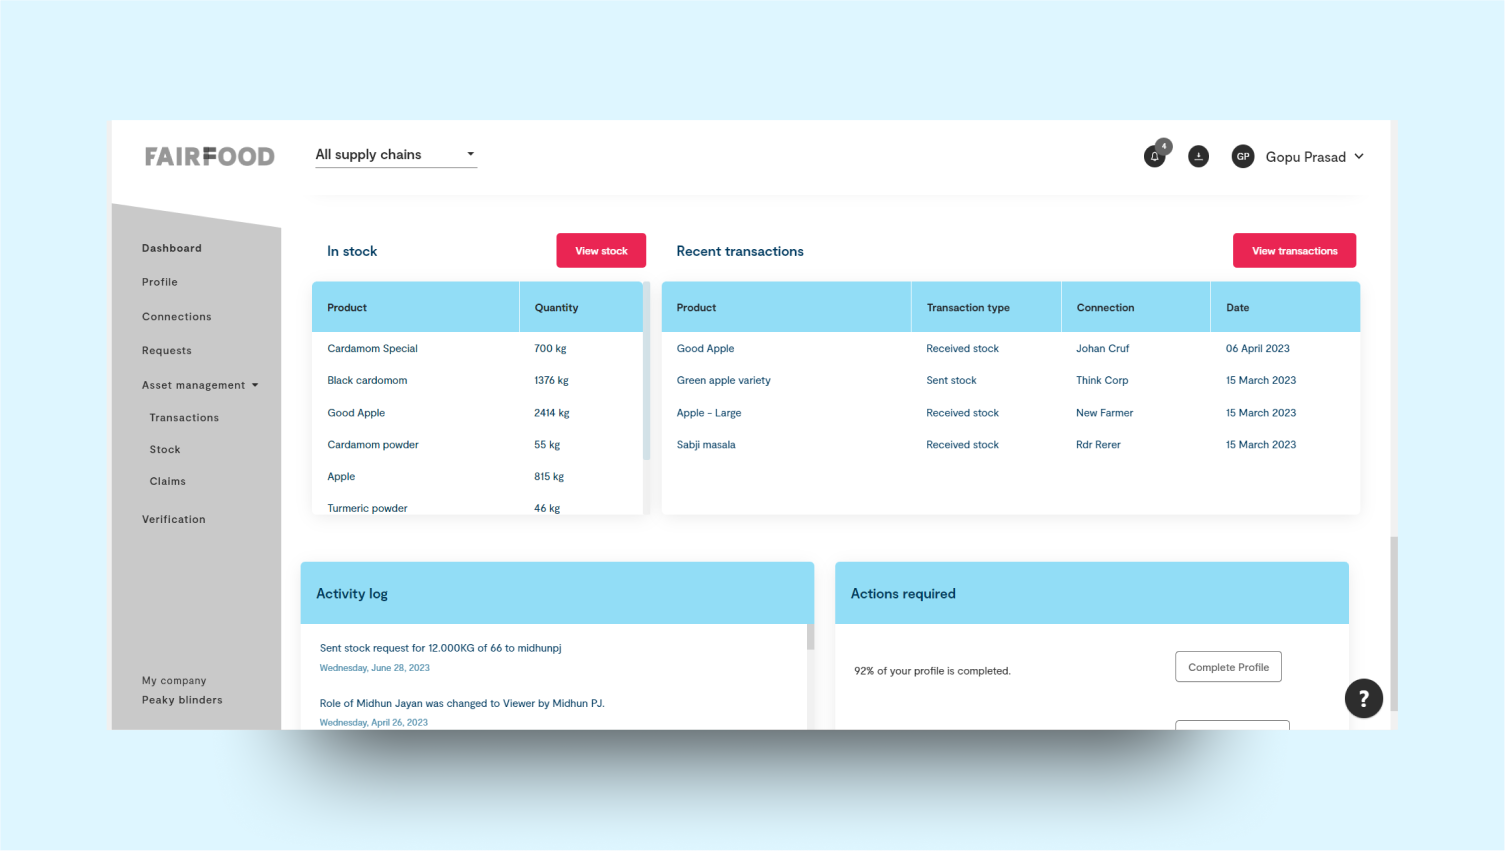 FAIRFOOD
All supply chains
4
GP
Gopu Prasad
Dashboard
Profile
Connections
Requests
Asset management
Transactions
Stock
Claims
Verification
My company
Peaky blinders
In stock
View stock
Product Quantity
Cardamom Special 700 kg
Black cardomom 1376 kg
Good Apple 2414 kg
Cardamom powder 55 kg
Apple 815 kg
Turmeric powder 46 kg
Recent transactions
View transactions
Product Transaction type Connection Date
Good Apple Received stock Johan Cruf 06 April 2023
Green apple variety Sent stock Think Corp 15 March 2023
Apple - Large Received stock New Farmer 15 March 2023
Sabji masala Received stock Rdr Rerer 15 March 2023
Activity log
Sent stock request for 12.000KG of 66 to midhunpj
Wednesday, June 28, 2023
Role of Midhun Jayan was changed to Viewer by Midhun PJ.
Wednesday, April 26, 2023
Actions required
92% of your profile is completed.
Complete Profile
?